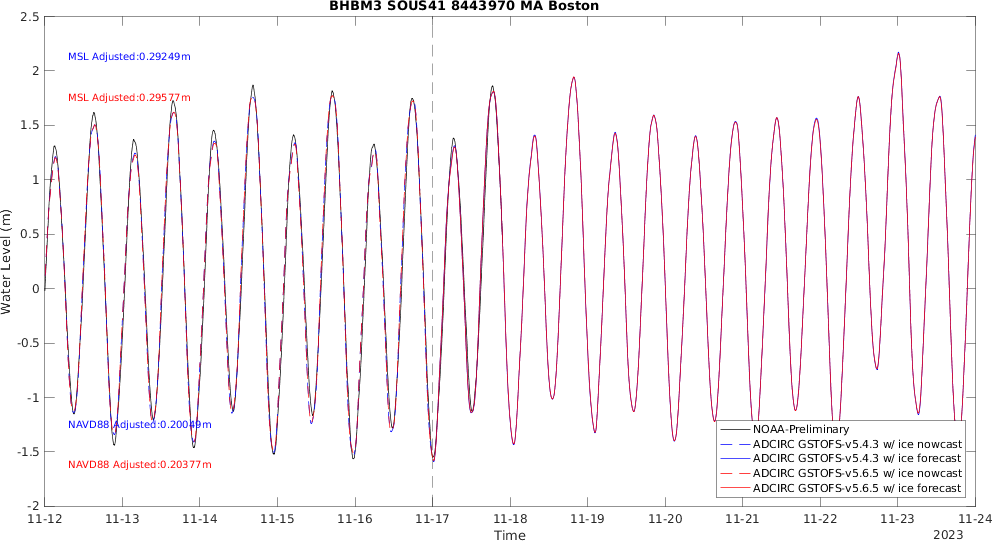 BHBM3 SOUS41 8443970 MA Boston
2.5
2
1.5
1
0.5
0
-0.5
-1
-1.5
-2
Water Level (m)
MSL Adjusted:0.29249m
MSL Adjusted:0.29577m
NAVD88 Adjusted:0.20049m
NAVD88 Adjusted:0.20377m
NOAA-Preliminary
ADCIRC GSTOFS-v5.4.3 w/ ice nowcast
ADCIRC GSTOFS-v5.4.3 w/ ice forecast
ADCIRC GSTOFS-v5.6.5 w/ ice nowcast
ADCIRC GSTOFS-v5.6.5 w/ ice forecast
11-12 11-13 11-14 11-15 11-16 11-17 11-18 11-19 11-20 11-21 11-22 11-23 11-24
Time
2023